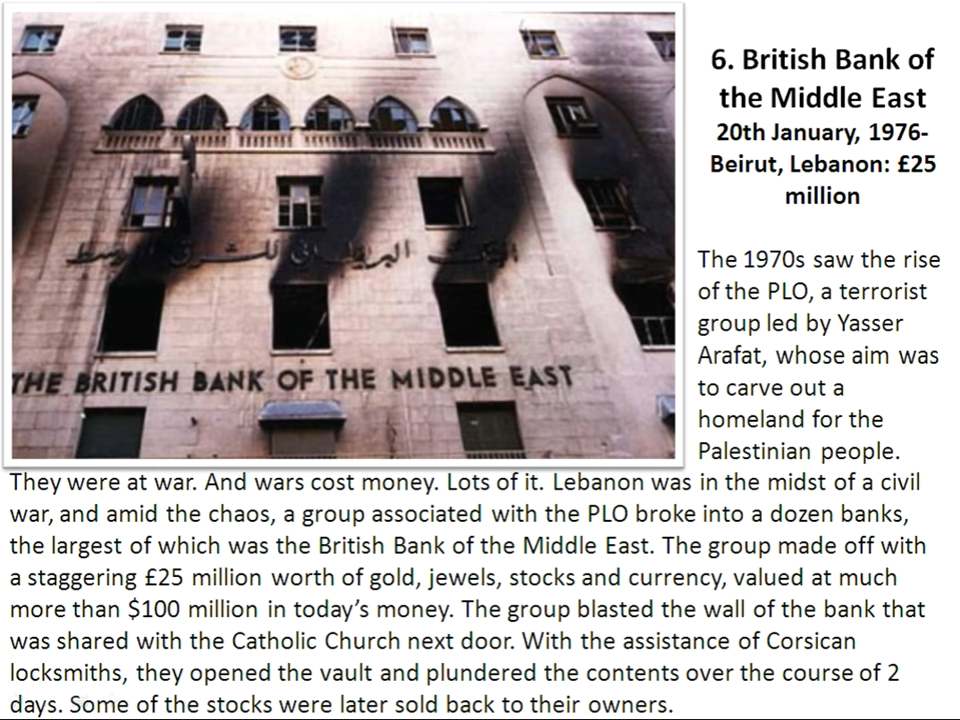 البنك البريطاني للشرق الأوسط
THE BRITISH BANK OF THE MIDDLE EAST
6. British Bank of
the Middle East
20th January, 1976-
Beirut, Lebanon: £25
million
The 1970s saw the rise
of the PLO, a terrorist
group led by Yasser
Arafat, whose aim was
to carve out a
homeland for the
Palestinian people.
They were at war. And wars cost money. Lots of it. Lebanon was in the midst of a civil
war, and amid the chaos, a group associated with the PLO broke into a dozen banks,
the largest of which was the British Bank of the Middle East. The group made off with
a staggering £25 million worth of gold, jewels, stocks and currency, valued at much
more than $100 million in today’s money. The group blasted the wall of the bank that
was shared with the Catholic Church next door. With the assistance of Corsican
locksmiths, they opened the vault and plundered the contents over the course of 2
days. Some of the stocks were later sold back to their owners.